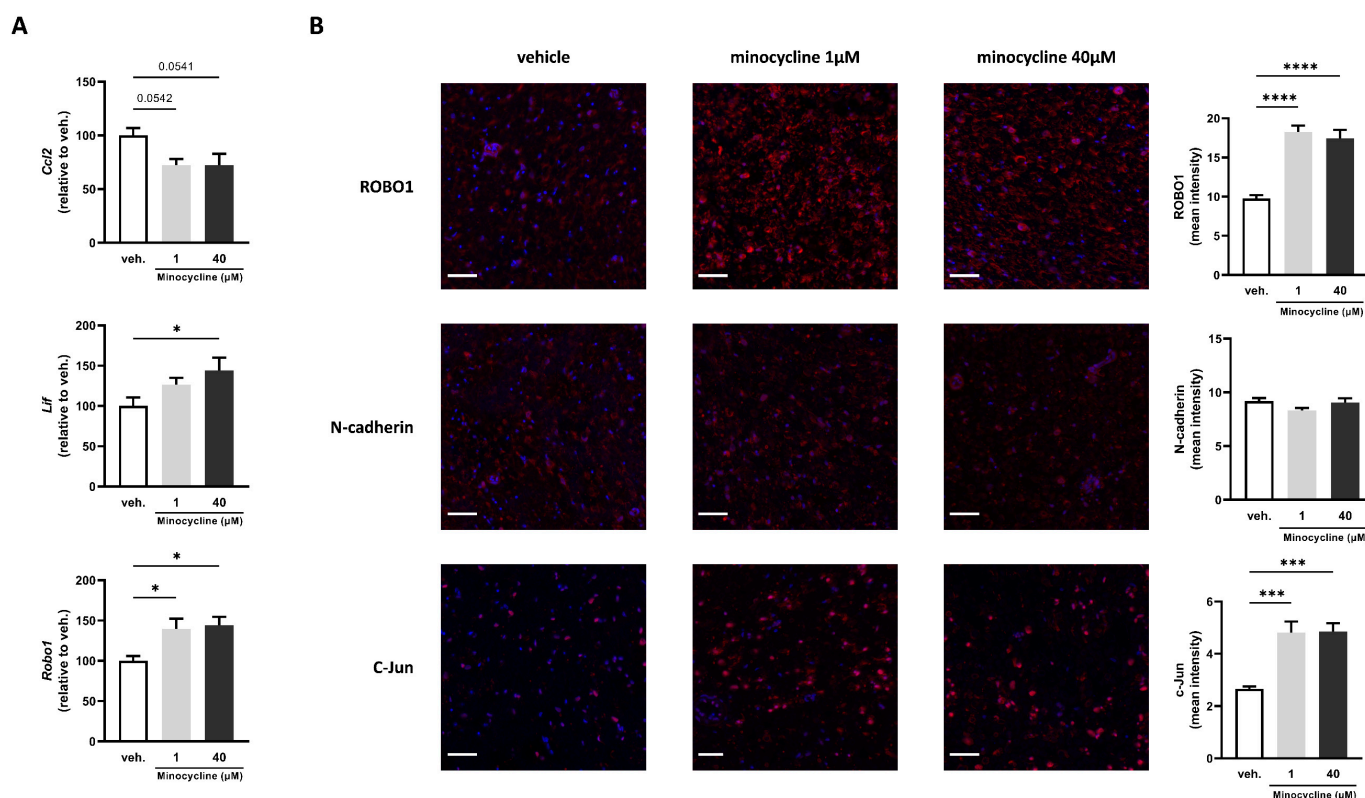 A
B
vehicle
minocycline 1µM
minocycline 40µM
ROBO1
N-cadherin
C-Jun
0.0541
0.0542
150
100
50
0
Ccl2
(relative to veh.)
veh.
1
40
Minocycline (µM)
*
200
150
100
50
0
Lif
(relative to veh.)
veh.
1
40
Minocycline (µM)
*
*
200
150
100
50
0
Robo1
(relative to veh.)
veh.
1
40
Minocycline (µM)
****
****
20
15
10
5
0
ROBO1
(mean intensity)
veh.
1
40
Minocycline (µM)
15
10
5
0
N-cadherin
(mean intensity)
veh.
1
40
Minocycline (µM
***
***
6
4
2
0
c-Jun
(mean intensity)
veh.
1
40
Minocycline (µM)